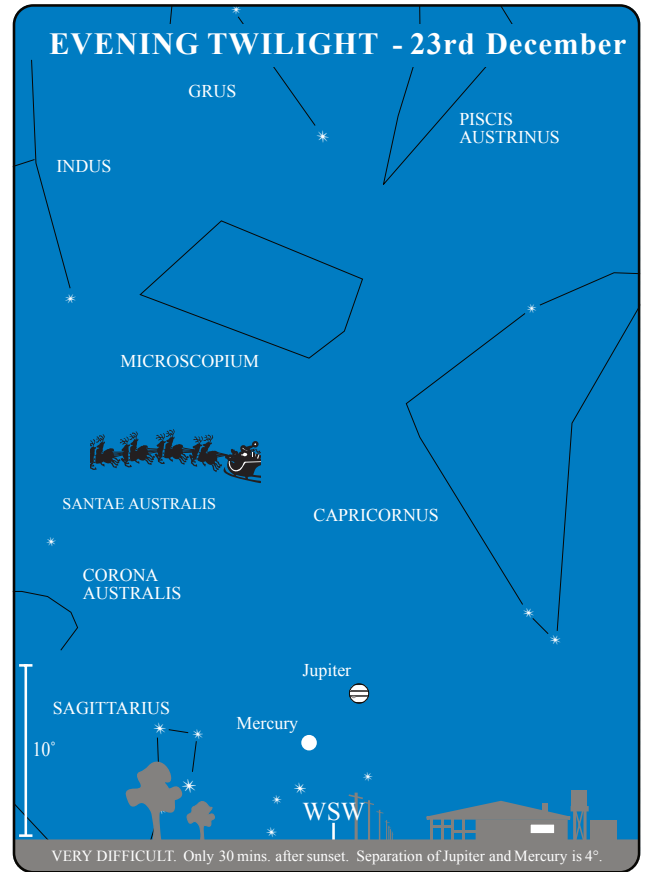 EVENING TWILIGHT - 23rd December
GRUS
PISCIS
AUSTRINUS
INDUS
MICROSCOPIUM
SANTAE AUSTRALIS
CAPRICORNUS
CORONA
AUSTRALIS
Jupiter
SAGITTARIUS
Mercury
10°
WSW
VERY DIFFICULT. Only 30 mins. after sunset. Separation of Jupiter and Mercury is 4°.